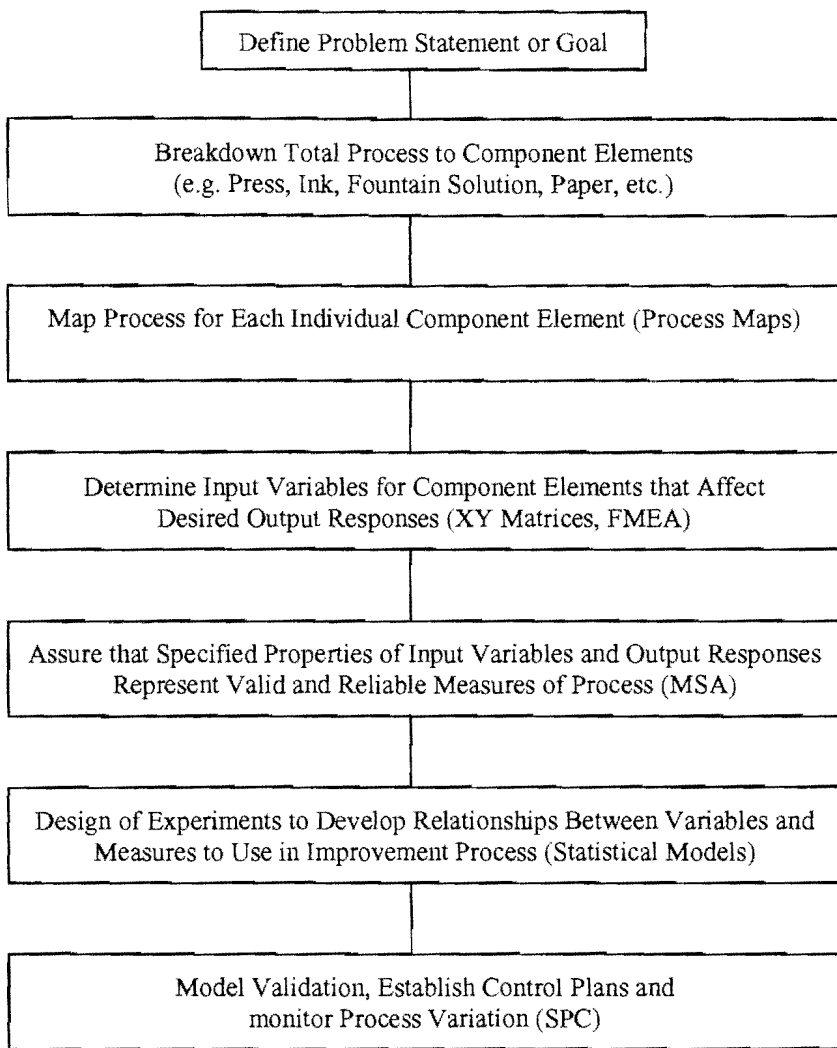 Define Problem Statement or Goal
Breakdown Total Process to Component Elements
(e.g. Press, Ink, Fountain Solution, Paper, etc.)
Map Process for Each Individual Component Element (Process Maps)
Determine Input Variables for Component Elements that Affect
Desired Output Responses (XY Matrices, FMEA)
Assure that Specified Properties of Input Variables and Output Responses
Represent Valid and Reliable Measures of Process (MSA)
Design of Experiments to Develop Relationships Between Variables and
Measures to Use in Improvement Process (Statistical Models)
Model Validation, Establish Control Plans and
monitor Process Variation (SPC)